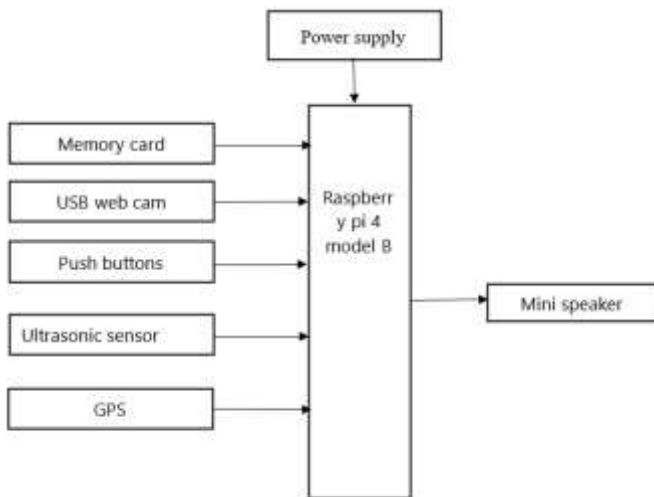 Power supply
Memory card
USB web cam
Push buttons
Ultrasonic sensor
GPS
Raspberr
y pi 4
model B
Mini speaker